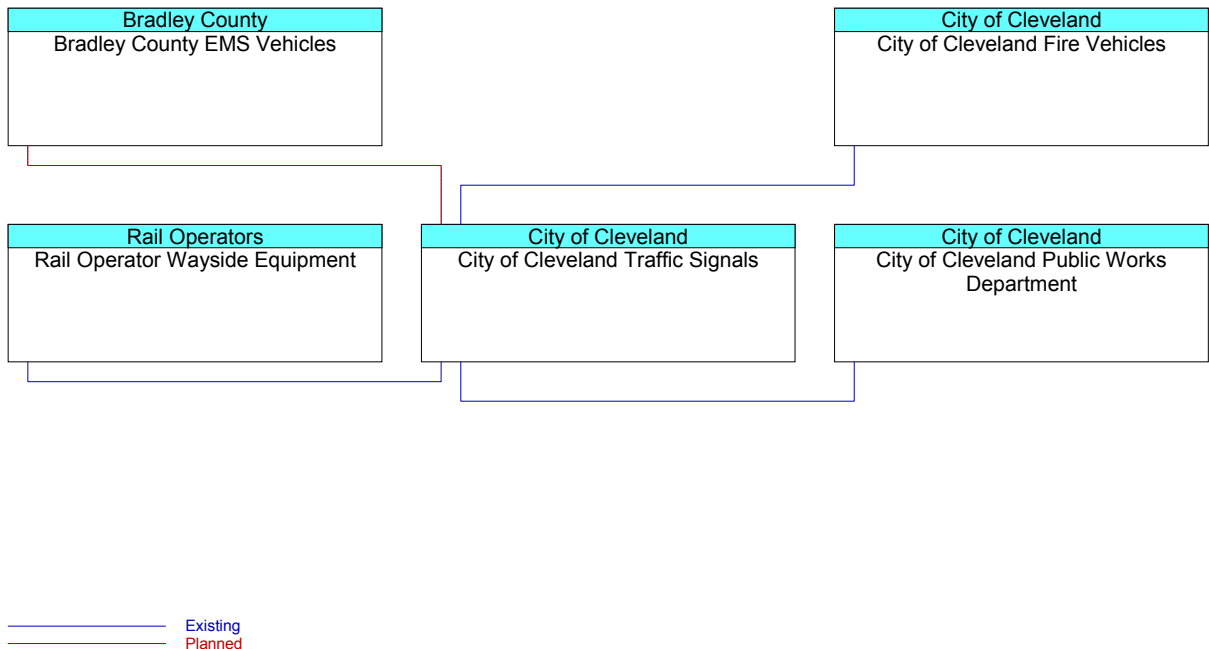 Bradley County
Bradley County EMS Vehicles
City of Cleveland
City of Cleveland Fire Vehicles
Rail Operators
Rail Operator Wayside Equipment
City of Cleveland
City of Cleveland Traffic Signals
City of Cleveland
City of Cleveland Public Works
Department
Existing
Planned